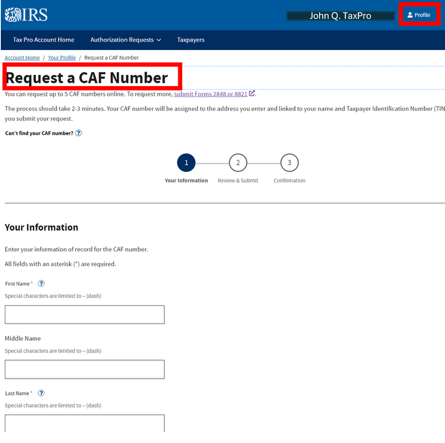 IRS
John Q. TaxPro
Profile
Tax Pro Account Home Authorization Requests Taxpayers
Account Home / Your Profile / Request CAF Number
Request a CAF Number
You can request up to 5 CAF numbers online. To request more, submit Forms 2848 or 8821.
The process should take 2-3 minutes. Your CAF number will be assigned to the address you enter and linked to your name and Taxpayer Identification Number (TIN
you submit your request.
Can't find your CAF number? ?
1 2 3
Your Information Review & Submit Confirmation
Your Information
Enter your information of record for the CAF number.
All fields with an asterisk (*) are required.
First Name * ?
Special characters are limited to – (dash)
Middle Name
Special characters are limited to – (dash)
Last Name * ?
Special characters are limited to – (dash)